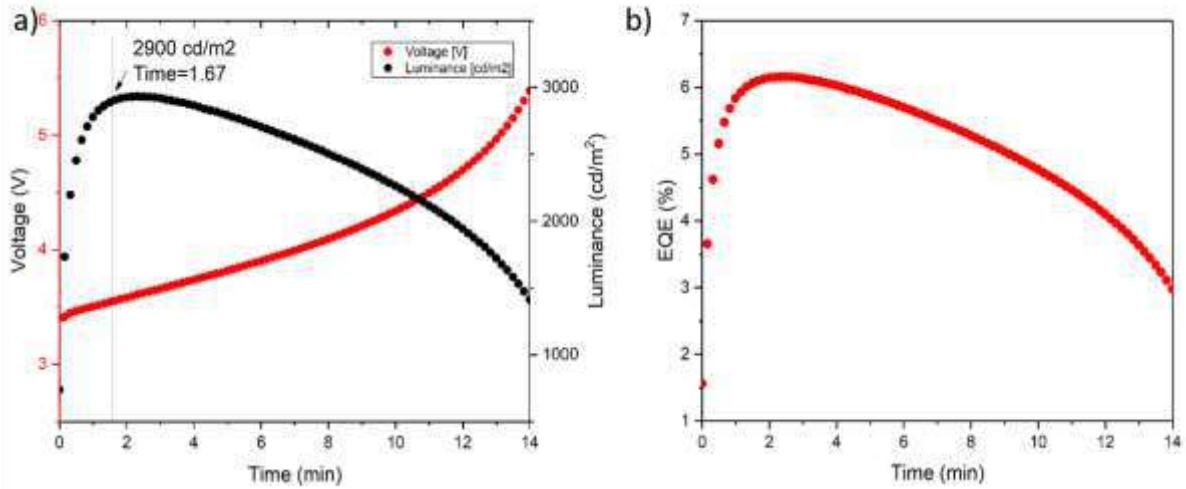 a)
6
5
4
3
Voltage (V)
2900 cd/m2
Time=1.67
Voltage [V]
Luminance [cd/m2]
3000
2000
1000
Luminance (cd/m²)
0 2 4 6 8 10 12 14
Time (min)
b)
7
6
5
4
3
2
1
EQE (%)
0 2 4 6 8 10 12 14
Time (min)